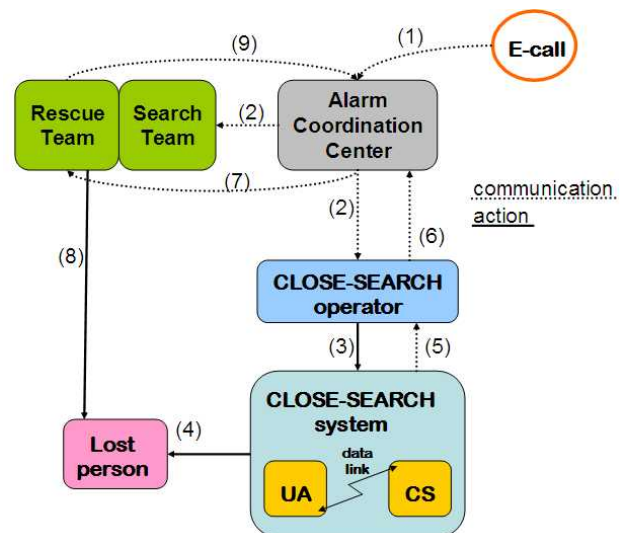 (9)
(1)
E-call
Rescue
Team
Search
Team
(2)
Alarm
Coordination
Center
(7)
communication
action
(2)
(6)
(8)
CLOSE-SEARCH
operator
(3)
(5)
CLOSE-SEARCH
system
Lost
person
(4)
data
link
UA
CS